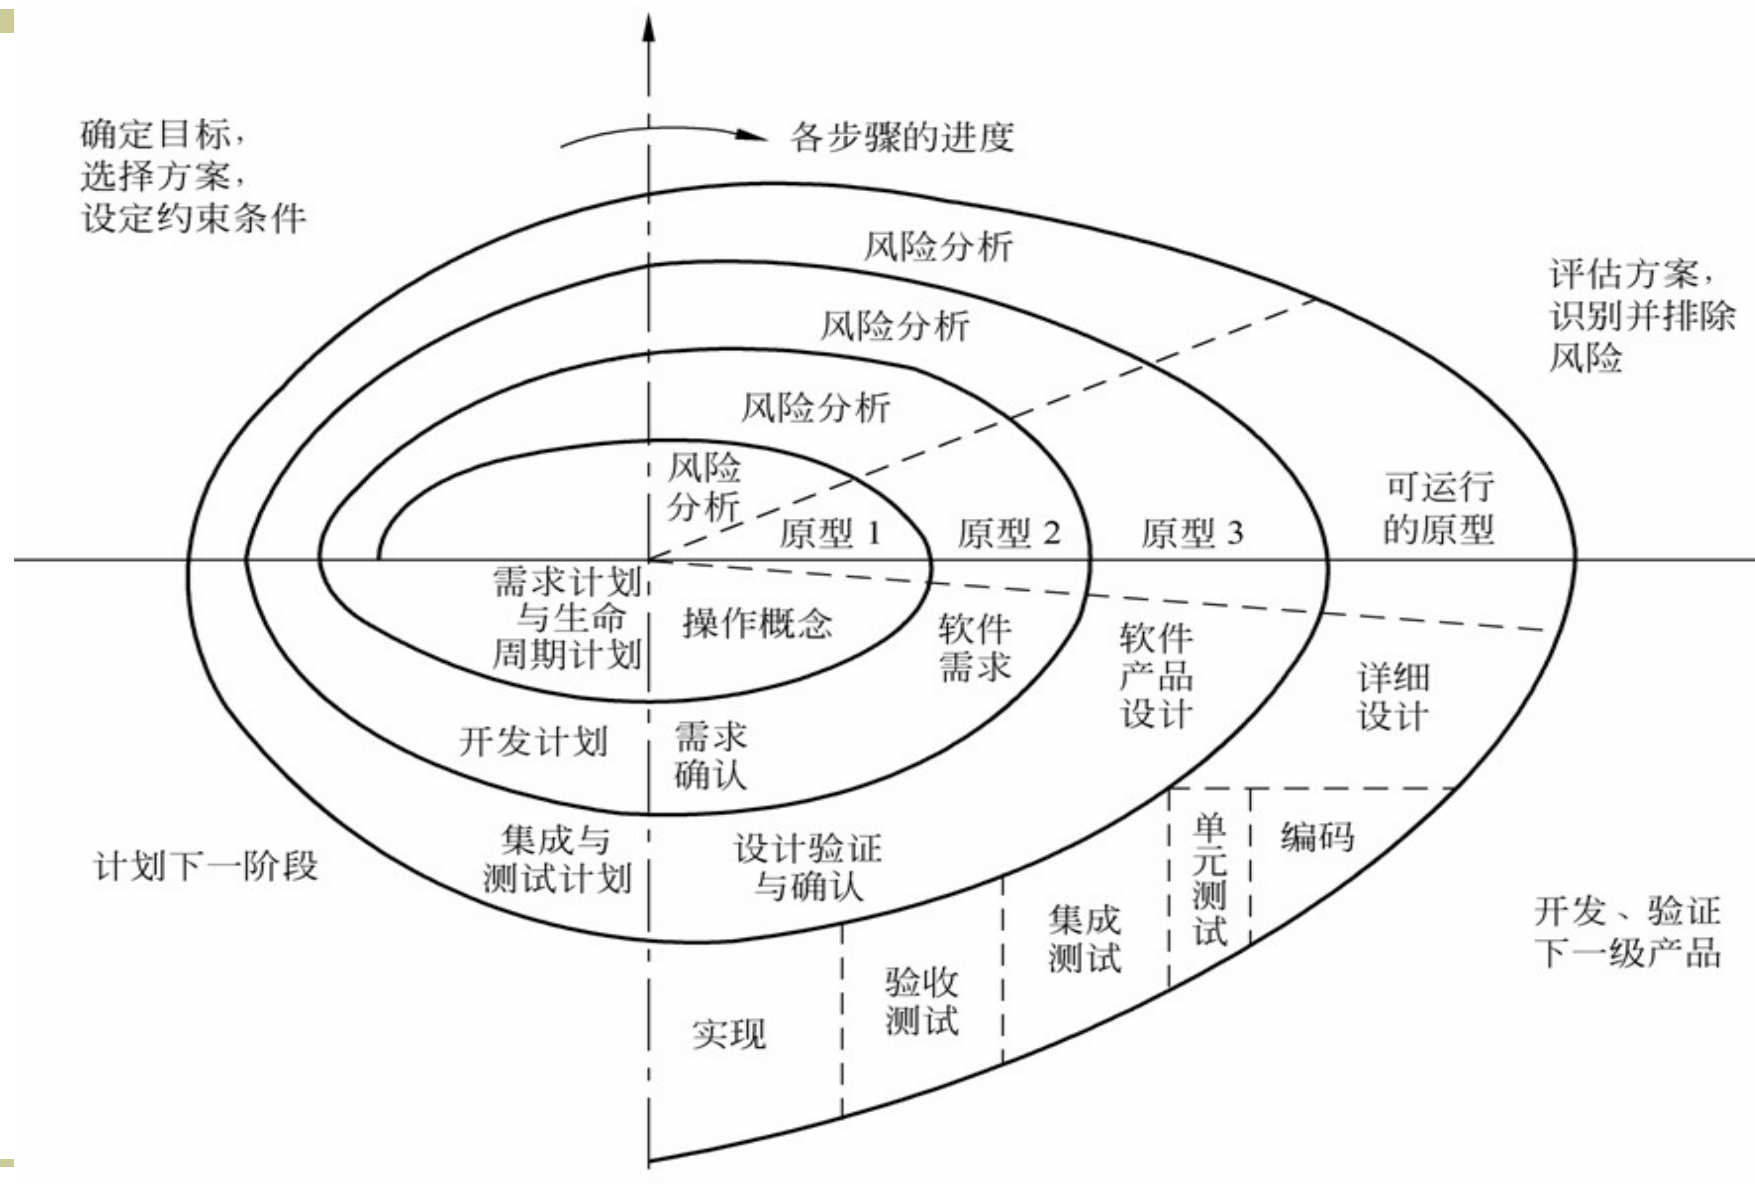 确定目标，
选择方案，
设定约束条件
各步骤的进度
风险分析
评估方案，
识别并排除
风险
风险分析
风险分析
风险
分析
原型 1
原型 2
原型 3
可运行
的原型
需求计划
与生命
周期计划
操作概念
软件
需求
软件
产品
设计
详细
设计
开发计划
需求
确认
集成与
测试计划
设计验证
与确认
单
元
测
试
编码
计划下一阶段
集成
测试
开发、验证
下一级产品
验收
测试
实现